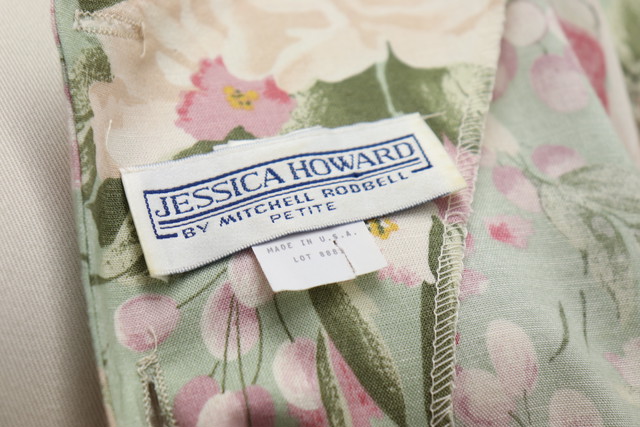 JESSICA HOWARD
BY MITCHELL RODBELL
PETITE
MADE IN U.S.A.
LOT